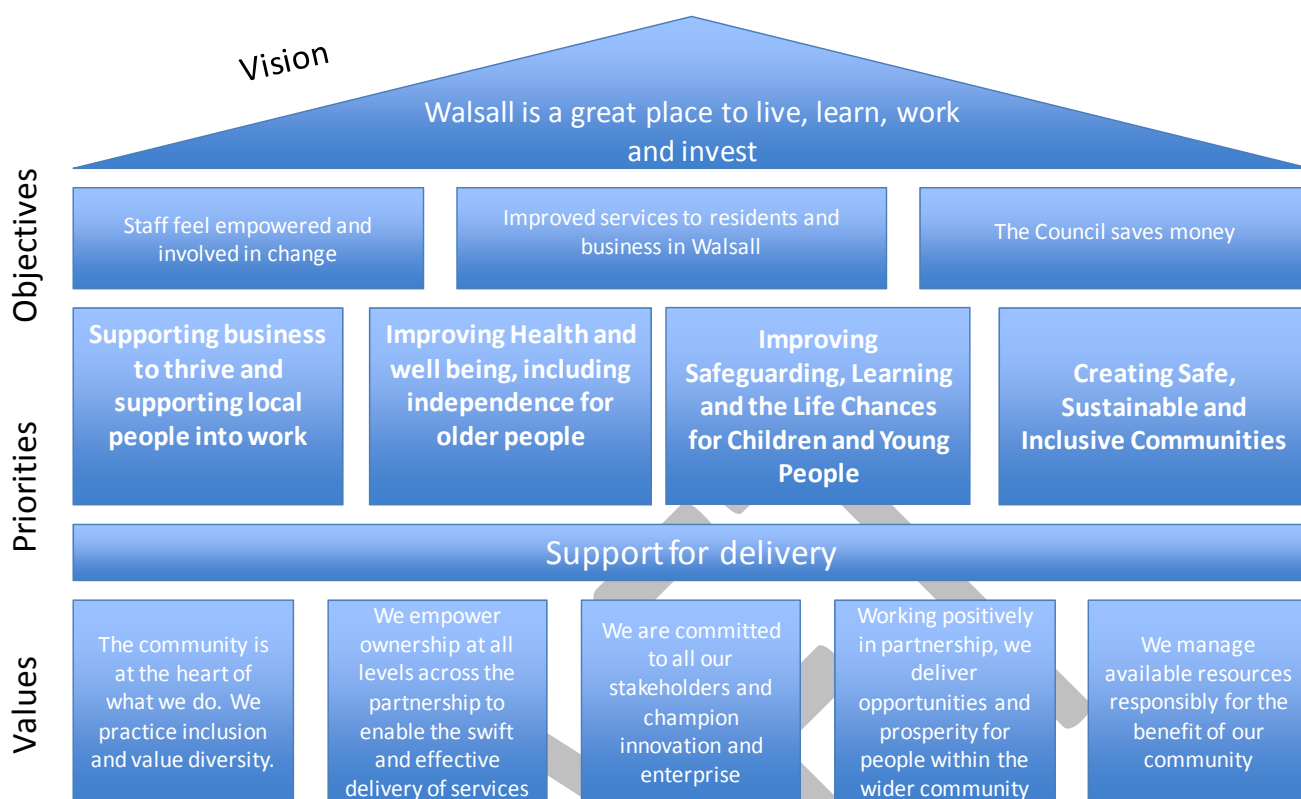 Vision
Walsall is a great place to live, learn, work
and invest
Objectives
Staff feel empowered and
involved in change
Improved services to residents and
business in Walsall
The Council saves money
Priorities
Supporting business
to thrive and
supporting local
people into work
Improving Health and
well being, including
independence for
older people
Improving
Safeguarding, Learning
and the Life Chances
for Children and Young
People
Creating Safe,
Sustainable and
Inclusive Communities
Support for delivery
Values
The community is
at the heart of
what we do. We
practice inclusion
and value diversity.
We empower
ownership at all
levels across the
partnership to
enable the swift
and effective
delivery of services
We are committed
to all our
stakeholders and
champion
innovation and
enterprise
Working positively
in partnership, we
deliver
opportunities and
prosperity for
people within the
wider community
We manage
available resources
responsibly for the
benefit of our
community